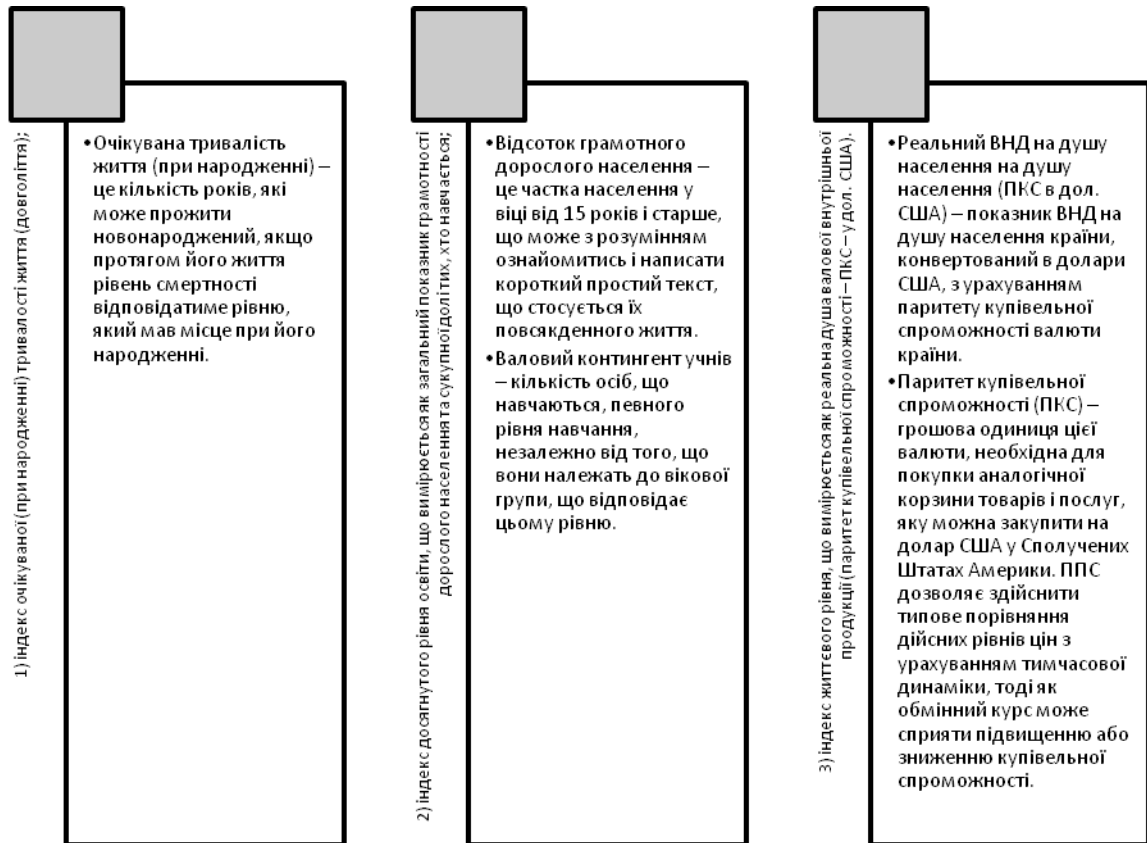 1) індекс очікуваної (при народженні) тривалості життя (довголіття);
•Очікувана тривалість
життя (при народженні) –
це кількість років, які
може прожити
новонароджений, якщо
протягом його життя
рівень смертності
відповідатиме рівню,
який мав місце при його
народженні.
2) індекс досягнутого рівня освіти, що вимірюється як загальний показник грамотності
дорослого населення та сукупної долі тих, хто навчається;
•Відсоток грамотного
дорослого населення –
це частка населення у
віці від 15 років і старше,
що може з розумінням
ознайомитись і написати
короткий простий текст,
що стосується їх
повсякденного життя.
•Валовий контингент учнів
– кількість осіб, що
навчаються, певного
рівня навчання,
незалежно від того, що
вони належать до вікової
групи, що відповідає
цьому рівню.
3) індекс життєвого рівня, що вимірюється як реальна душа валової внутрішньої
продукції (паритет купівельної спроможності – ПКС – у дол. США).
•Реальний ВНД на душу
населення на душу
населення (ПКС в дол.
США) – показник ВНД на
душу населення країни,
конвертований в долари
США, з урахуванням
паритету купівельної
спроможності валюти
країни.
•Паритет купівельної
спроможності (ПКС) –
грошова одиниця цієї
валюти, необхідна для
покупки аналогічної
корзини товарів і послуг,
яку можна закупити на
долар США у Сполучених
Штатах Америки. ППС
дозволяє здійснити
типове порівняння
дійсних рівнів цін з
урахуванням тимчасової
динаміки, тоді як
обмінний курс може
сприяти підвищенню або
зниженню купівельної
спроможності.